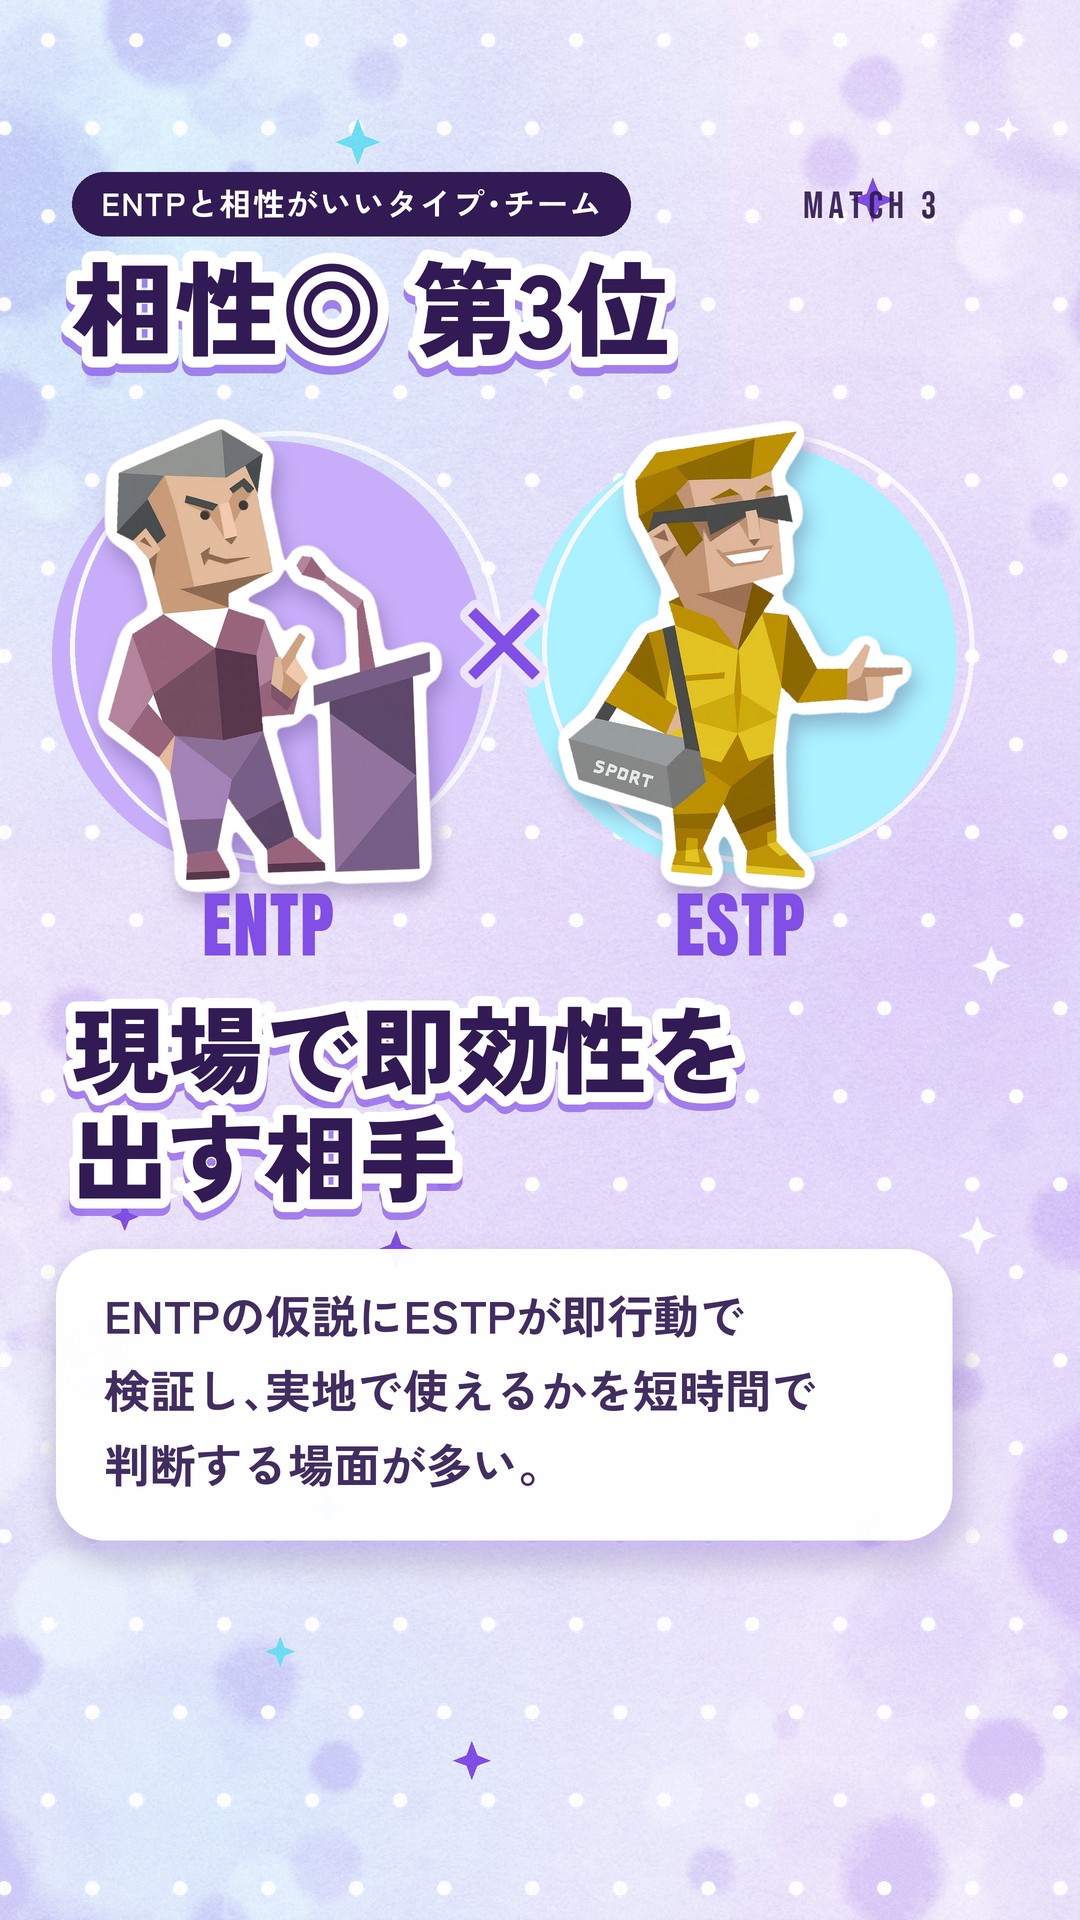 ENTPと相性がいいタイプ・チーム
MATCH 3
相性◎ 第3位
SPORT
ENTP
×
ESTP
現場で即効性を
出す相手
ENTPの仮説にESTPが即行動で
検証し、実地で使えるかを短時間で
判断する場面が多い。